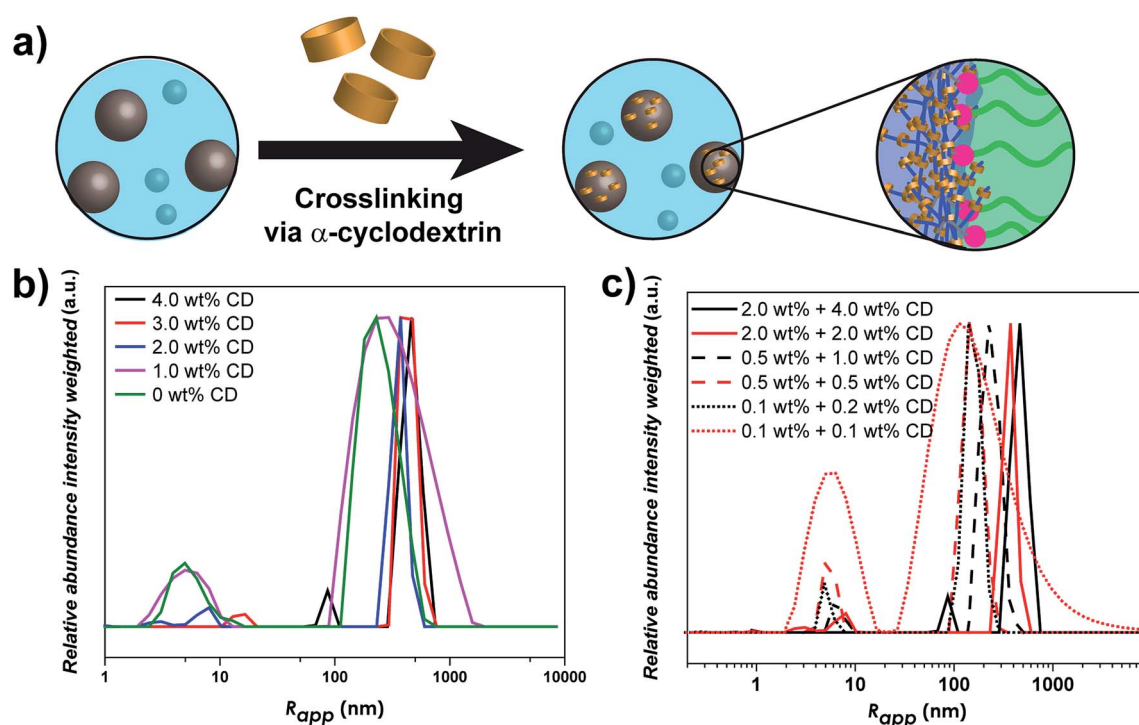 a)
Crosslinking
via α-cyclodextrin
b)
Relative abundance intensity weighted (a.u.)
4.0 wt% CD
3.0 wt% CD
2.0 wt% CD
1.0 wt% CD
0 wt% CD
1 10 100 1000 10000
Rapp (nm)
c)
Relative abundance intensity weighted (a.u.)
2.0 wt% + 4.0 wt% CD
2.0 wt% + 2.0 wt% CD
0.5 wt% + 1.0 wt% CD
0.5 wt% + 0.5 wt% CD
0.1 wt% + 0.2 wt% CD
0.1 wt% + 0.1 wt% CD
1 10 100 1000
Rapp (nm)